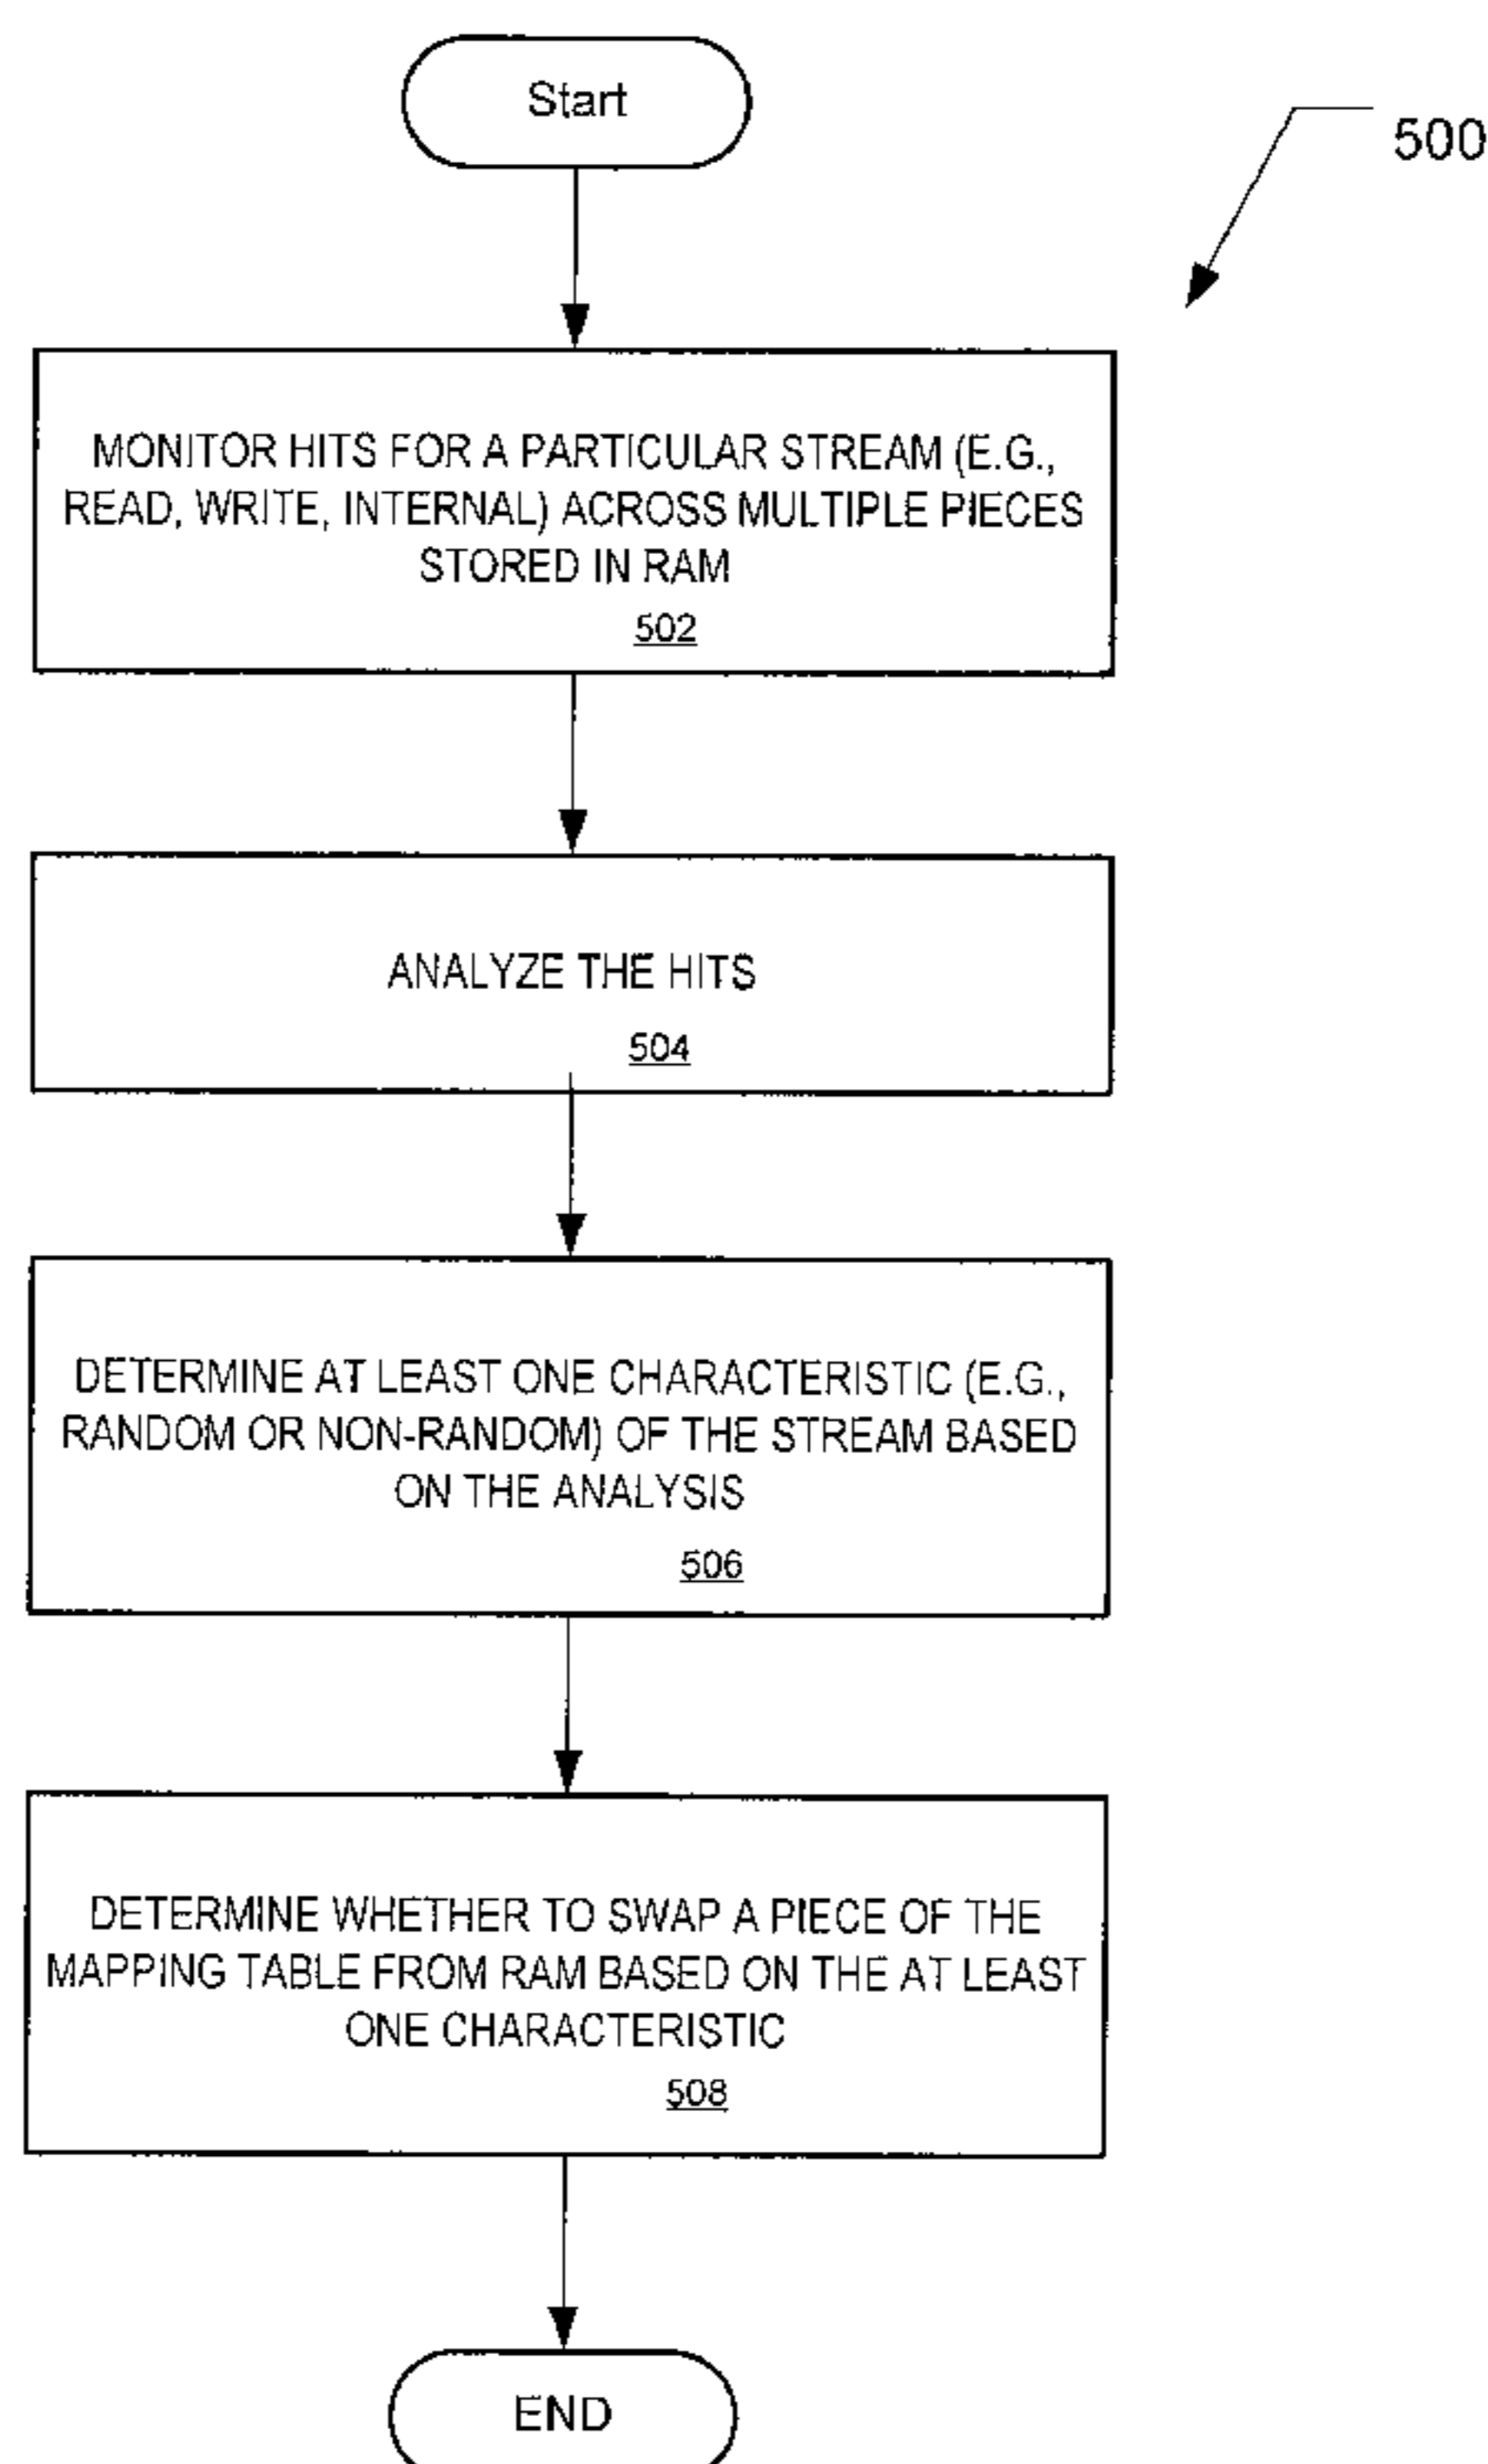 Start
500
MONITOR HITS FOR A PARTICULAR STREAM (E.G.,
READ, WRITE, INTERNAL) ACROSS MULTIPLE PIECES
STORED IN RAM
502
ANALYZE THE HITS
504
DETERMINE AT LEAST ONE CHARACTERISTIC (E.G.,
RANDOM OR NON-RANDOM) OF THE STREAM BASED
ON THE ANALYSIS
506
DETERMINE WHETHER TO SWAP A PIECE OF THE
MAPPING TABLE FROM RAM BASED ON THE AT LEAST
ONE CHARACTERISTIC
508
END